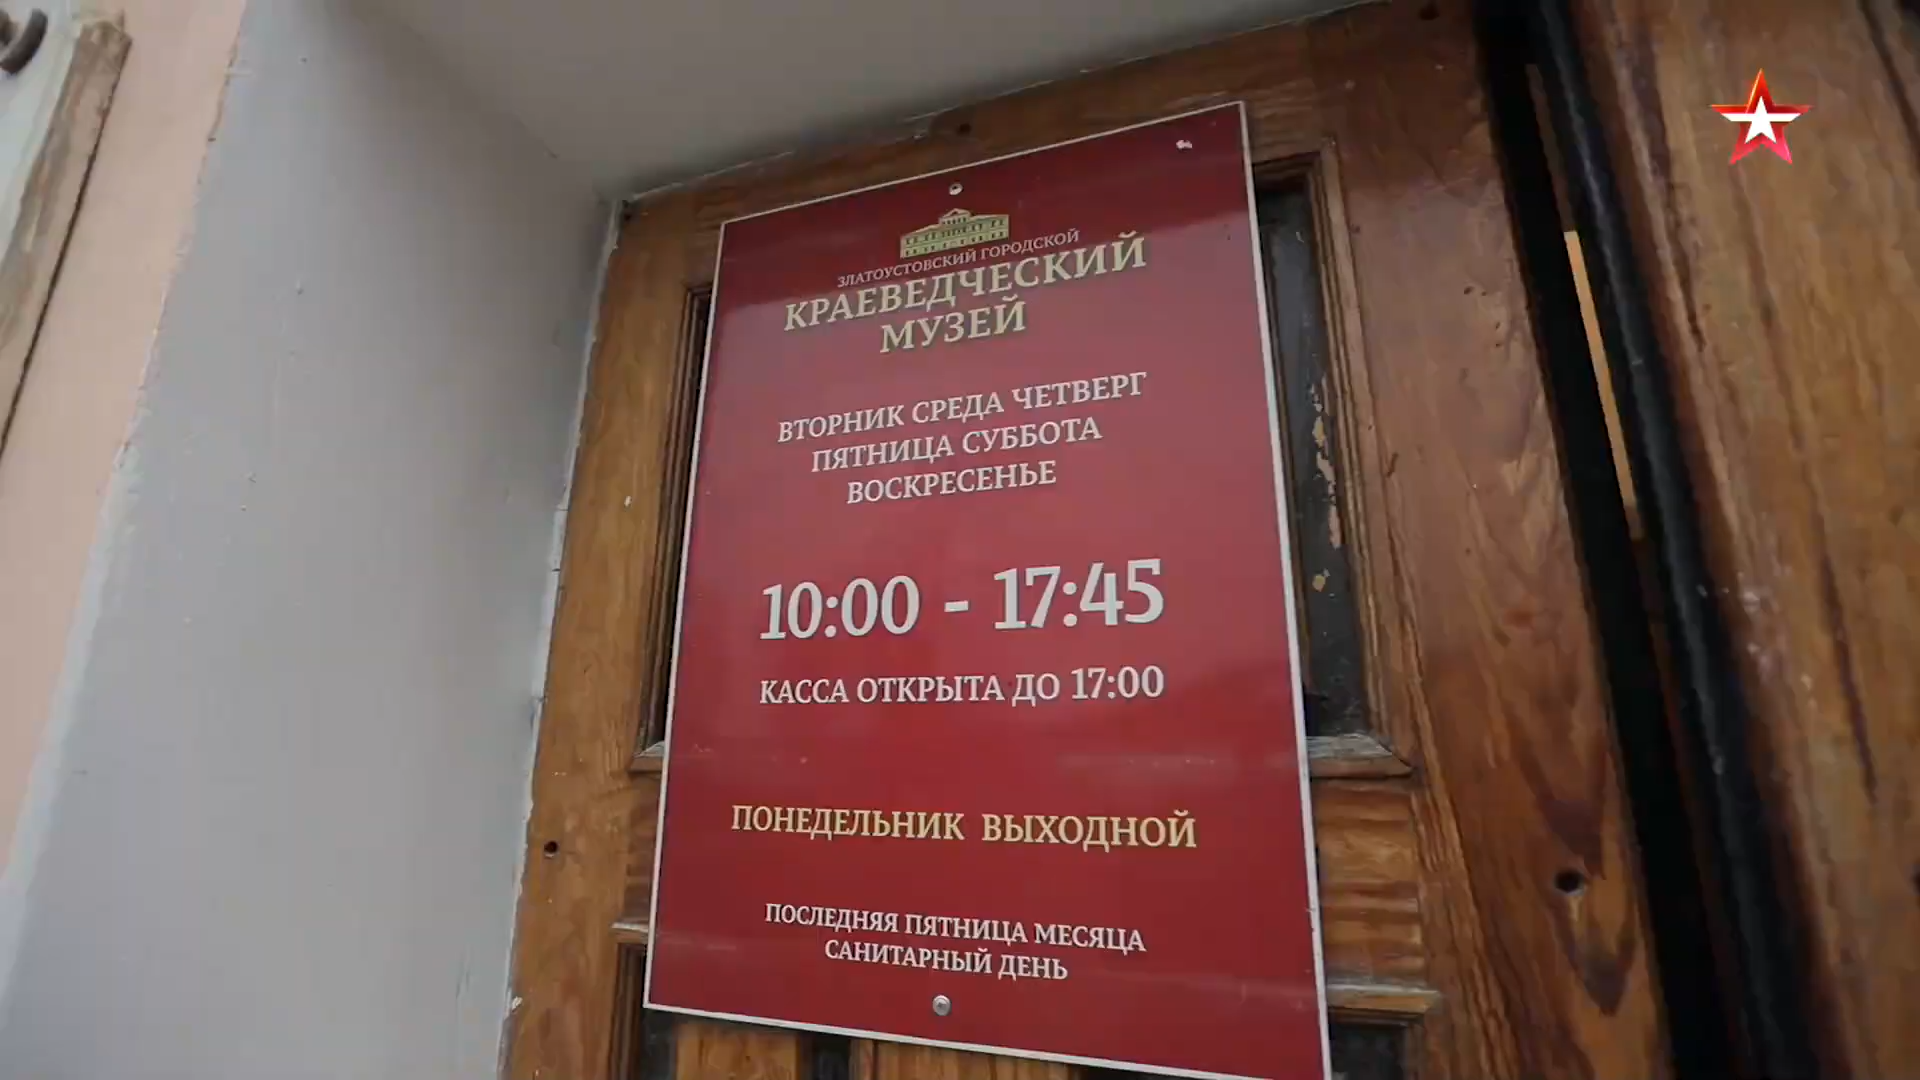 ЗЛАТОУСТОВСКИЙ ГОРОДСКОЙ
КРАЕВЕДЧЕСКИЙ
МУЗЕЙ
ВТОРНИК СРЕДА ЧЕТВЕРГ
ПЯТНИЦА СУББОТА
ВОСКРЕСЕНЬЕ
10:00 - 17:45
КАССА ОТКРЫТА ДО 17:00
ПОНЕДЕЛЬНИК ВЫХОДНОЙ
ПОСЛЕДНЯЯ ПЯТНИЦА МЕСЯЦА
САНИТАРНЫЙ ДЕНЬ